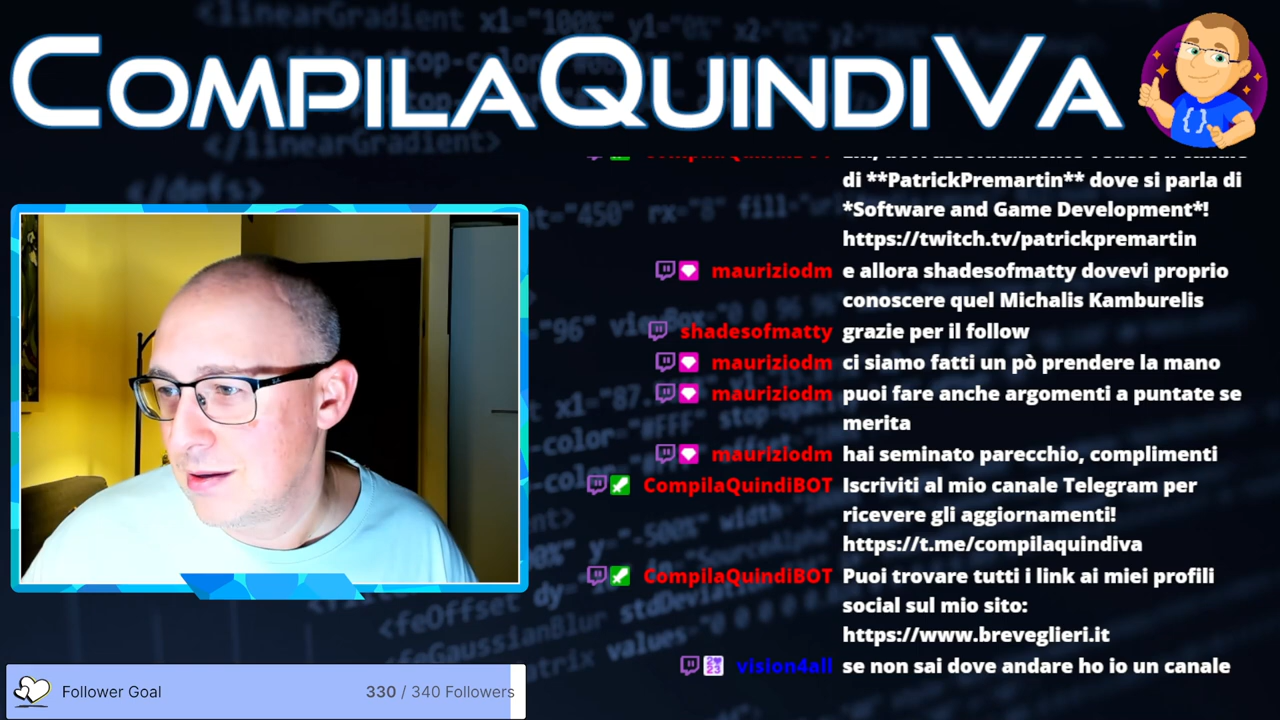 COMPILAQUINDIVA
CompilaQuindiBOT
di **PatrickPremartin** dove si parla di
*Software and Game Development*!
https://twitch.tv/patrickpremartin
mauriziodm e allora shadesofmatty dovevi proprio
conoscere quel Michalis Kamburelis
shadesofmatty grazie per il follow
mauriziodm ci siamo fatti un pò prendere la mano
mauriziodm puoi fare anche argomenti a puntate se
merita
mauriziodm hai seminato parecchio, complimenti
CompilaQuindiBOT Iscriviti al mio canale Telegram per
ricevere gli aggiornamenti!
https://t.me/compilaquindiva
CompilaQuindiBOT Puoi trovare tutti i link ai miei profili
social sul mio sito:
https://www.breveglieri.it
vision4all se non sai dove andare ho io un canale
Follower Goal 330 / 340 Followers